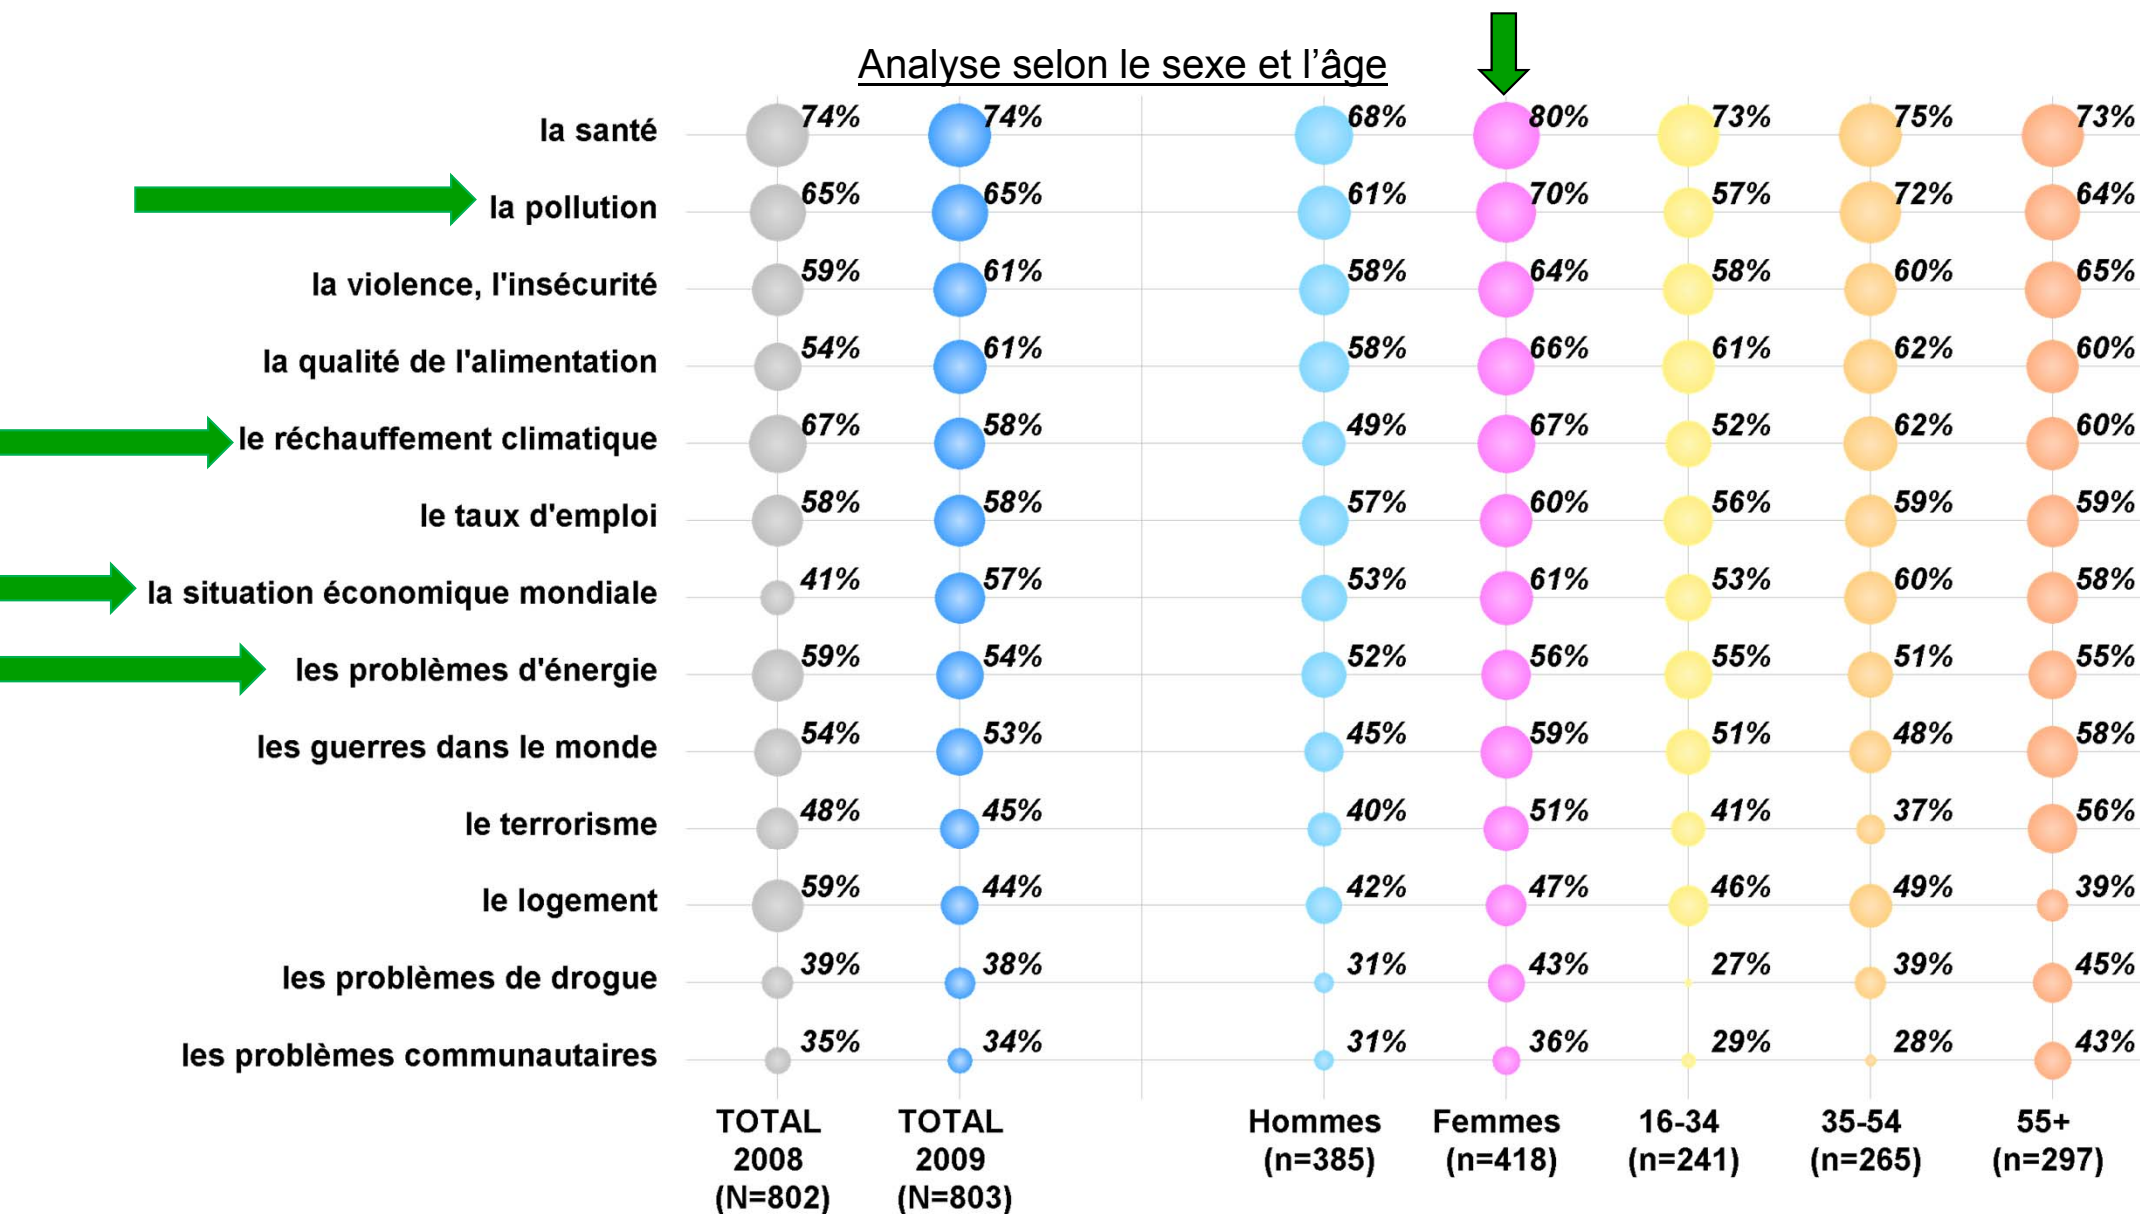 Analyse selon le sexe et l’âge
la santé 74% 74% 68% 80% 73% 75% 73%
la pollution 65% 65% 61% 70% 57% 72% 64%
la violence, l'insécurité 59% 61% 58% 64% 58% 60% 65%
la qualité de l'alimentation 54% 61% 58% 66% 61% 62% 60%
le réchauffement climatique 67% 58% 49% 67% 52% 62% 60%
le taux d'emploi 58% 58% 57% 60% 56% 59% 59%
la situation économique mondiale 41% 57% 53% 61% 53% 60% 58%
les problèmes d'énergie 59% 54% 52% 56% 55% 51% 55%
les guerres dans le monde 54% 53% 45% 59% 51% 48% 58%
le terrorisme 48% 45% 40% 51% 41% 37% 56%
le logement 59% 44% 42% 47% 46% 49% 39%
les problèmes de drogue 39% 38% 31% 43% 27% 39% 45%
les problèmes communautaires 35% 34% 31% 36% 29% 28% 43%
TOTAL TOTAL Hommes Femmes 16-34 35-54 55+
2008 2009 (n=385) (n=418) (n=241) (n=265) (n=297)
(N=802) (N=803)